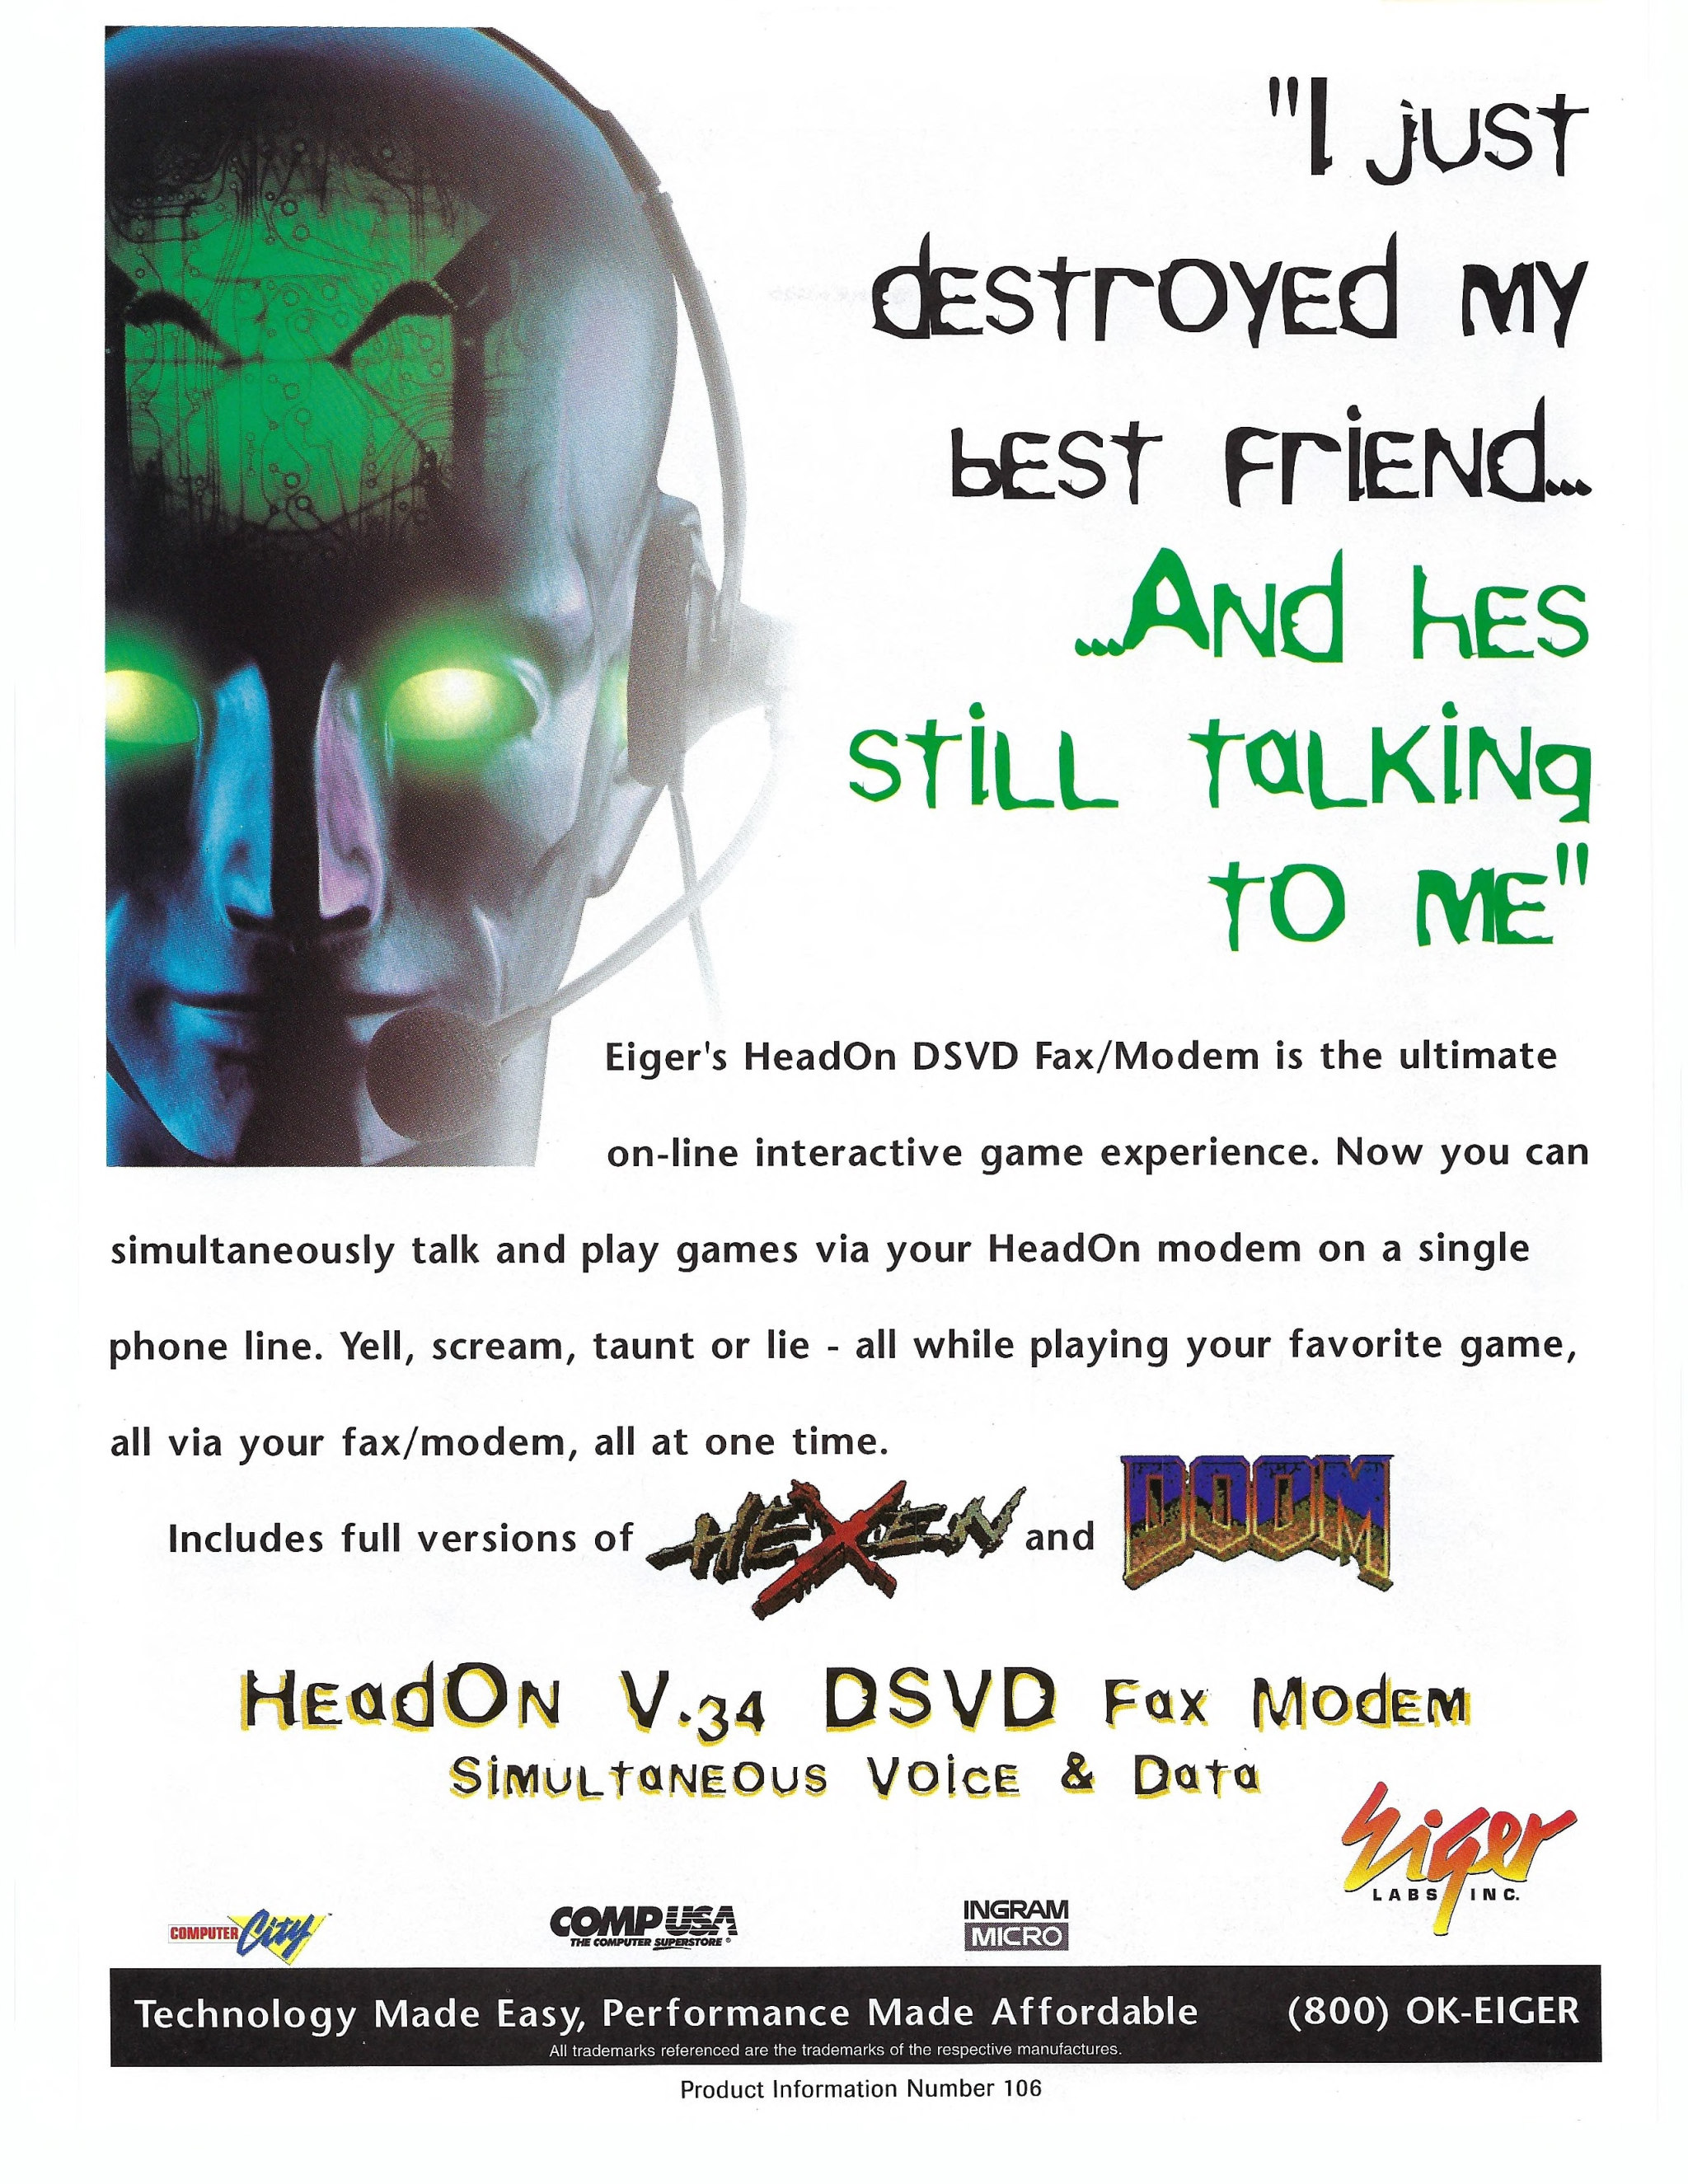 "I just
destroyed my
best friend...
...And hes
still talking
to me"
Eiger's HeadOn DSVD Fax/Modem is the ultimate
on-line interactive game experience. Now you can
simultaneously talk and play games via your HeadOn modem on a single
phone line. Yell, scream, taunt or lie - all while playing your favorite game,
all via your fax/modem, all at one time.
Includes full versions of HEXEN and DOOM
HeadOn V.34 DSVD Fax Modem
Simultaneous Voice & Data
Eiger
LABS INC.
COMPUTER City™
COMPUSA
THE COMPUTER SUPERSTORE®
INGRAM
MICRO
Technology Made Easy, Performance Made Affordable (800) OK-EIGER
All trademarks referenced are the trademarks of the respective manufactures.
Product Information Number 106